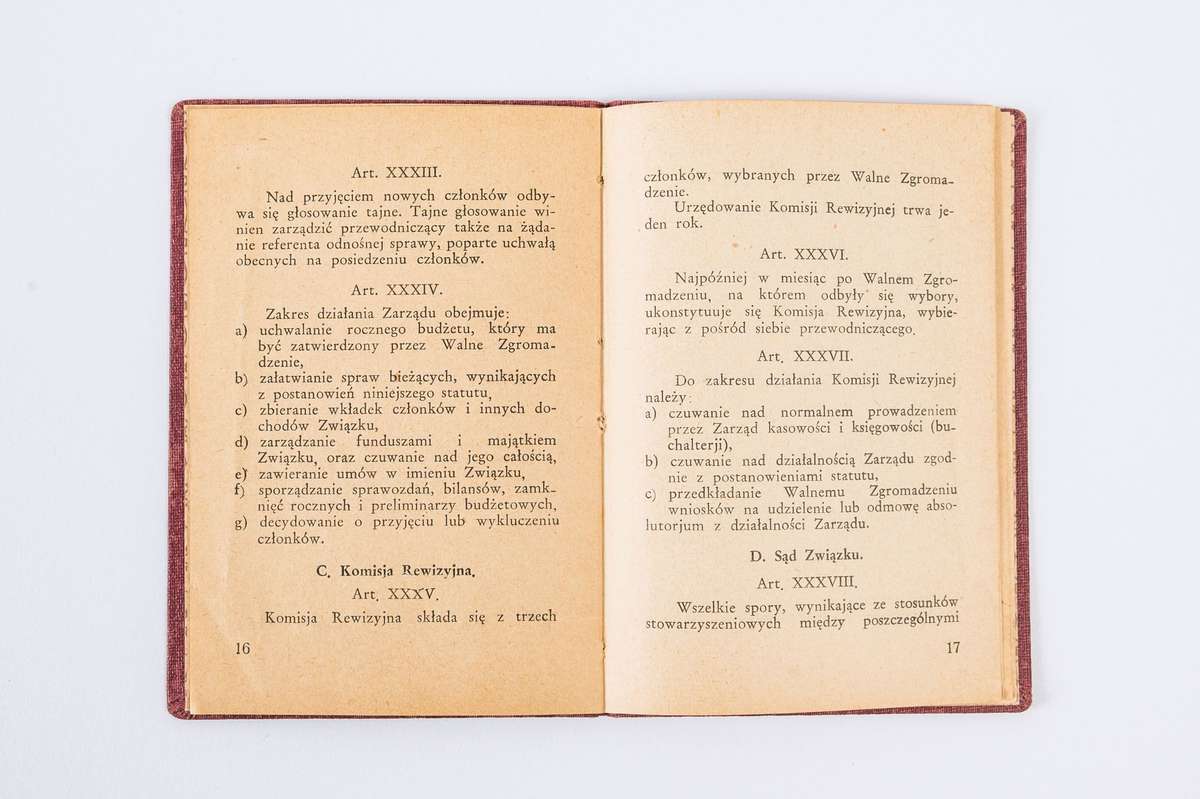 Art. XXXIII.
Nad przyjęciem nowych członków odby-
wa się głosowanie tajne. Tajne głosowanie wi-
nien zarządzić przewodniczący także na żąda-
nie referenta odnośnej sprawy, poparte uchwałą
obecnych na posiedzeniu członków.
Art. XXXIV.
Zakres działania Zarządu obejmuje:
a) uchwalanie rocznego budżetu, który ma
być zatwierdzony przez Walne Zgroma-
dzenie,
b) załatwianie spraw bieżących, wynikających
z postanowień niniejszego statutu,
c) zbieranie wkładek członków i innych do-
chodów Związku,
d) zarządzanie funduszami i majątkiem
Związku, oraz czuwanie nad jego całością,
e) zawieranie umów w imieniu Związku,
f) sporządzanie sprawozdań, bilansów, zamk-
nięć rocznych i preliminarzy budżetowych.
g) decydowanie o przyjęciu lub wykluczeniu
członków.
C. Komisja Rewizyjna.
Art. XXXV.
Komisja Rewizyjna składa się z trzech
16
członków, wybranych przez Walne Zgroma-
dzenie.
Urzędowanie Komisji Rewizyjnej trwa je-
den rok.
Art. XXXVI.
Najpóźniej w miesiąc po Walnem Zgro-
madzeniu, na którem odbyły się wybory,
ukonstytuuje się Komisja Rewizyjna, wybie-
rając z pośród siebie przewodniczącego.
Art. XXXVII.
Do zakresu działania Komisji Rewizyjnej
należy:
a) czuwanie nad normalnem prowadzeniem
przez Zarząd kasowości i księgowości (bu-
chalterji),
b) czuwanie nad działalnością Zarządu zgod-
nie z postanowieniami statutu,
c) przedkładanie Walnemu Zgromadzeniu
wniosków na udzielenie lub odmowę abso-
lutorjum z działalności Zarządu.
D. Sąd Związku.
Art. XXXVIII.
Wszelkie spory, wynikające ze stosunków
stowarzyszeniowych między poszczególnymi
17